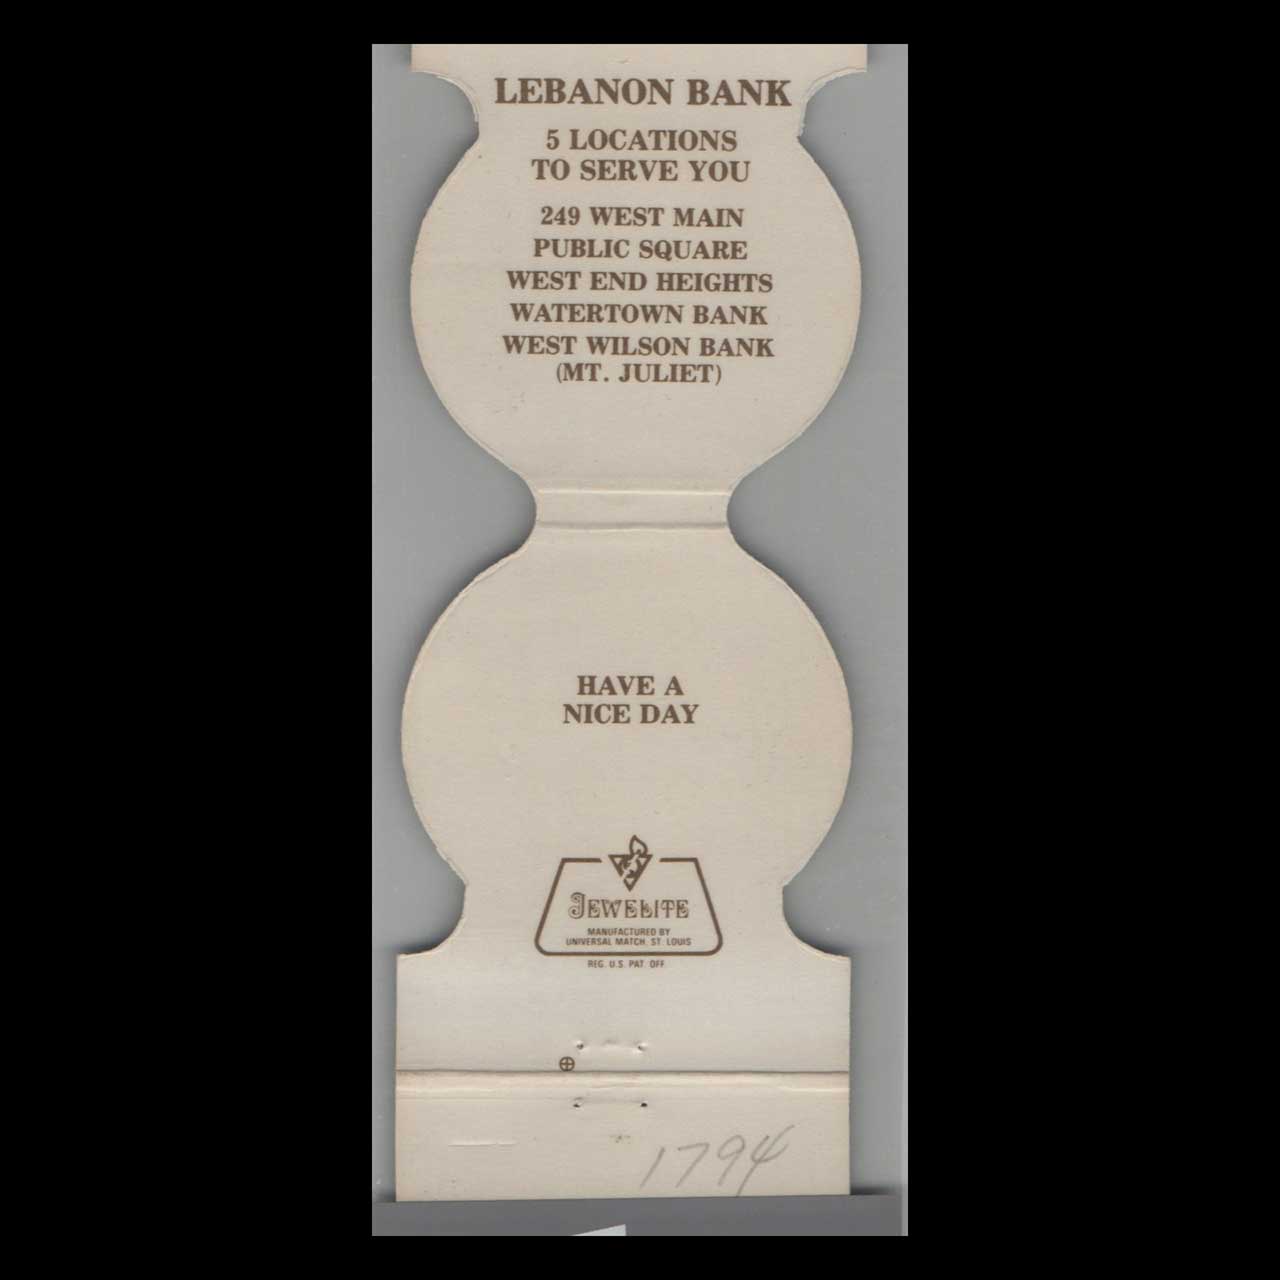 LEBANON BANK
5 LOCATIONS
TO SERVE YOU
249 WEST MAIN
PUBLIC SQUARE
WEST END HEIGHTS
WATERTOWN BANK
WEST WILSON BANK
(MT. JULIET)
HAVE A
NICE DAY
JEWELITE
MANUFACTURED BY
UNIVERSAL MATCH, ST. LOUIS
REG. U.S. PAT. OFF.
1794